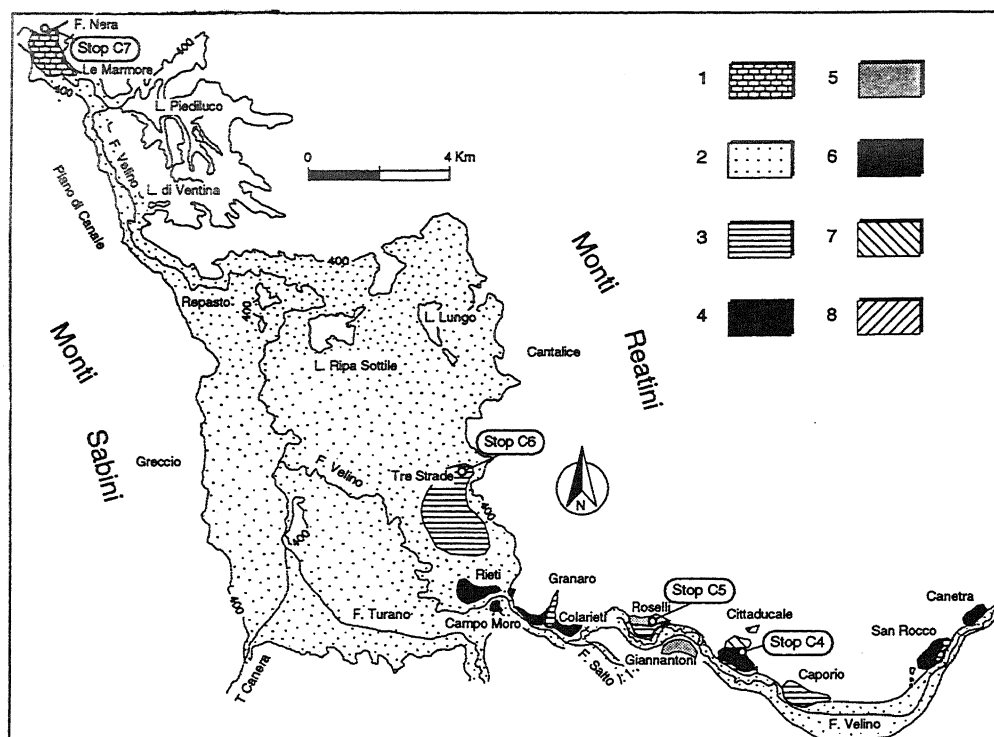 F. Nera
Stop C7
Le Marmore
400
400
400
L. Piediluco
F. Velino
L. di Ventina
Piano di Canale
0 4 Km
1 5
2 6
3 7
4 8
Monti
Reatini
400
Repasto
400
L. Lungo
L. Ripa Sottile
Cantalice
Monti
Sabini
Greccio
Stop C6
F. Velino
Tre Strade
400
N
400
Rieti
Granaro
Roselli
Stop C5
Cittaducale
Canetra
400
F. Turano
Campo Moro
Colarieti
Stop C4
San Rocco
Giannantoni
F. Salto
Caporio
T. Canera
F. Velino